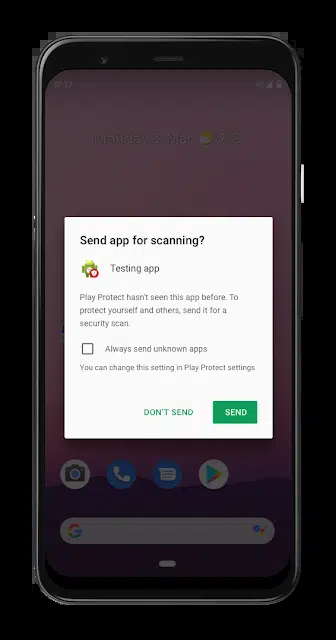 Send app for scanning?
Testing app
Play Protect hasn't seen this app before. To
protect yourself and others, send it for a
security scan.
Always send unknown apps
You can change this setting in Play Protect settings
DON'T SEND
SEND